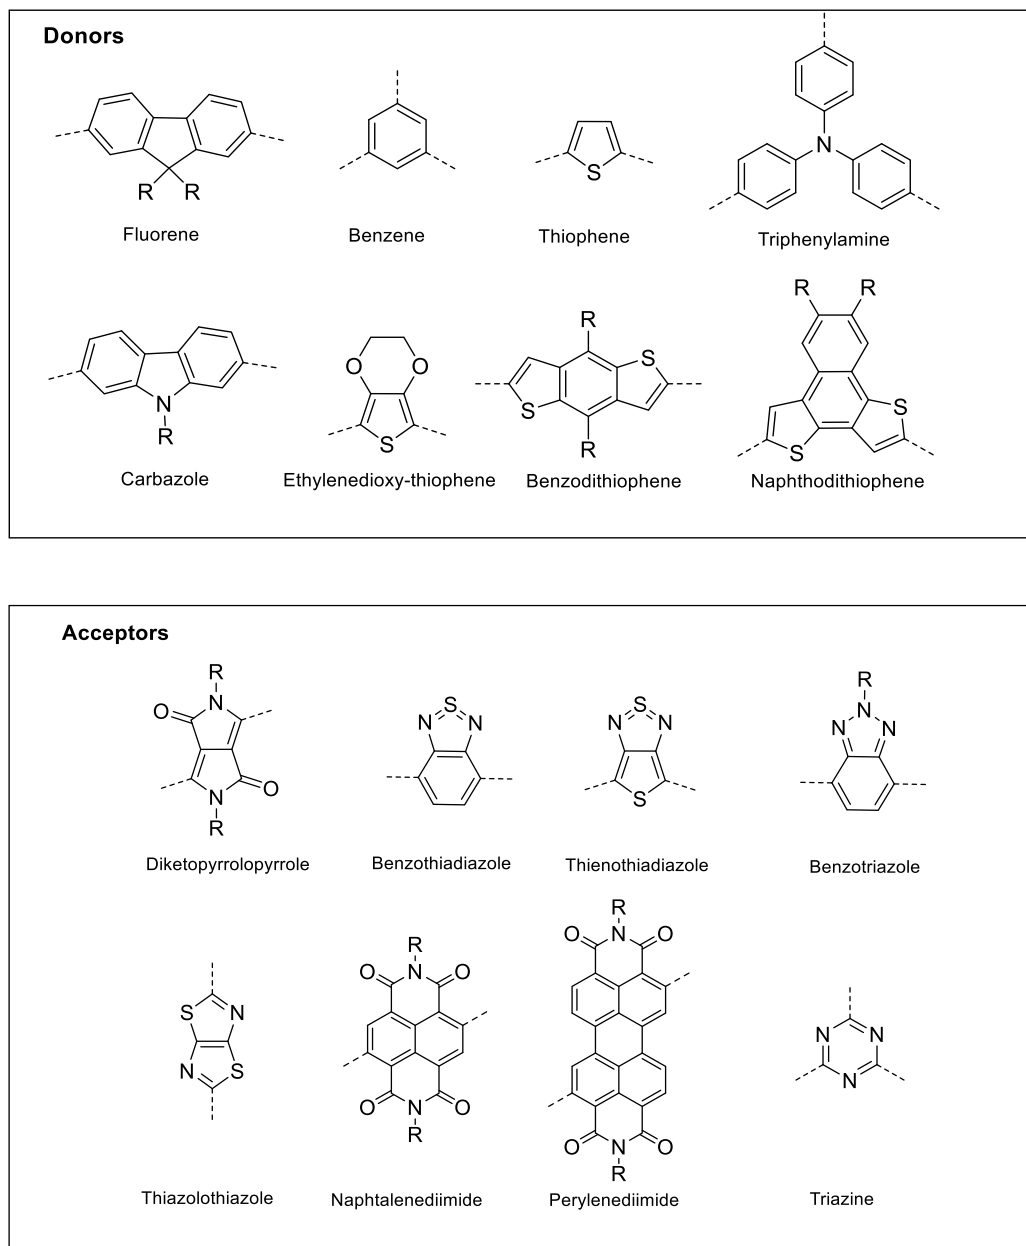 Donors
R R
Fluorene
Benzene
S
Thiophene
N
Triphenylamine
N
R
Carbazole
O O
S
Ethylenedioxy-thiophene
R
S
S
R
Benzodithiophene
R R
S
S
Naphthodithiophene
Acceptors
R
N
O
O
N
R
Diketopyrrolopyrrole
S
N N
Benzothiadiazole
S
N N
S
Thienothiadiazole
R
N
N N
Benzotriazole
S N
N S
Thiazolothiazole
R
O N O
O N O
R
Naphtalenediimide
R
O N O
O N O
R
Perylenediimide
N N
N
Triazine